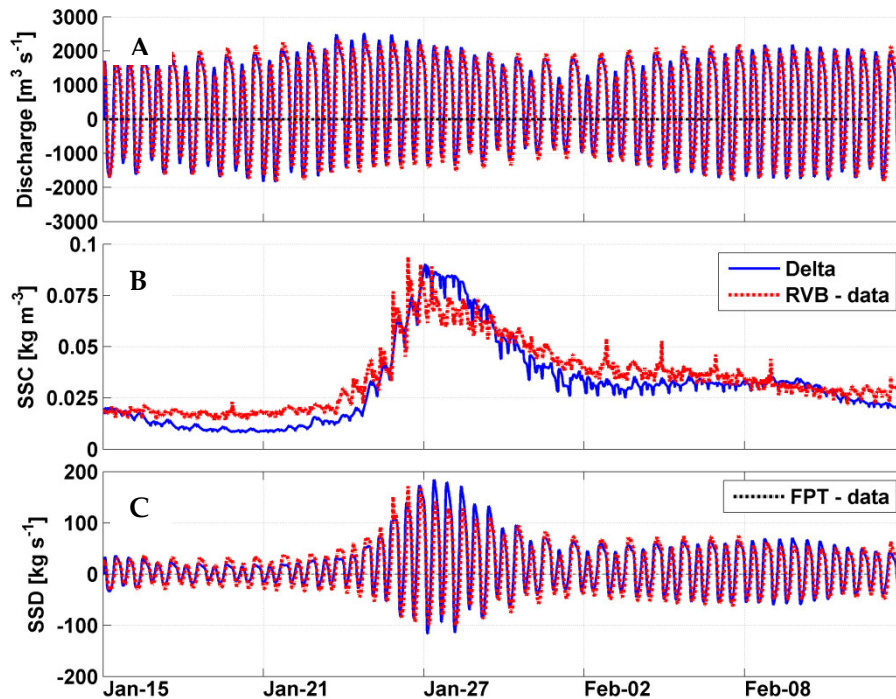 3000
2000
1000
0
-1000
-2000
-3000
Discharge [m³ s⁻¹]
A
0.1
0.075
0.05
0.025
0
SSC [kg m⁻³]
B
Delta
RVB - data
200
100
0
-100
-200
SSD [kg s⁻¹]
C
FPT - data
Jan-15 Jan-21 Jan-27 Feb-02 Feb-08